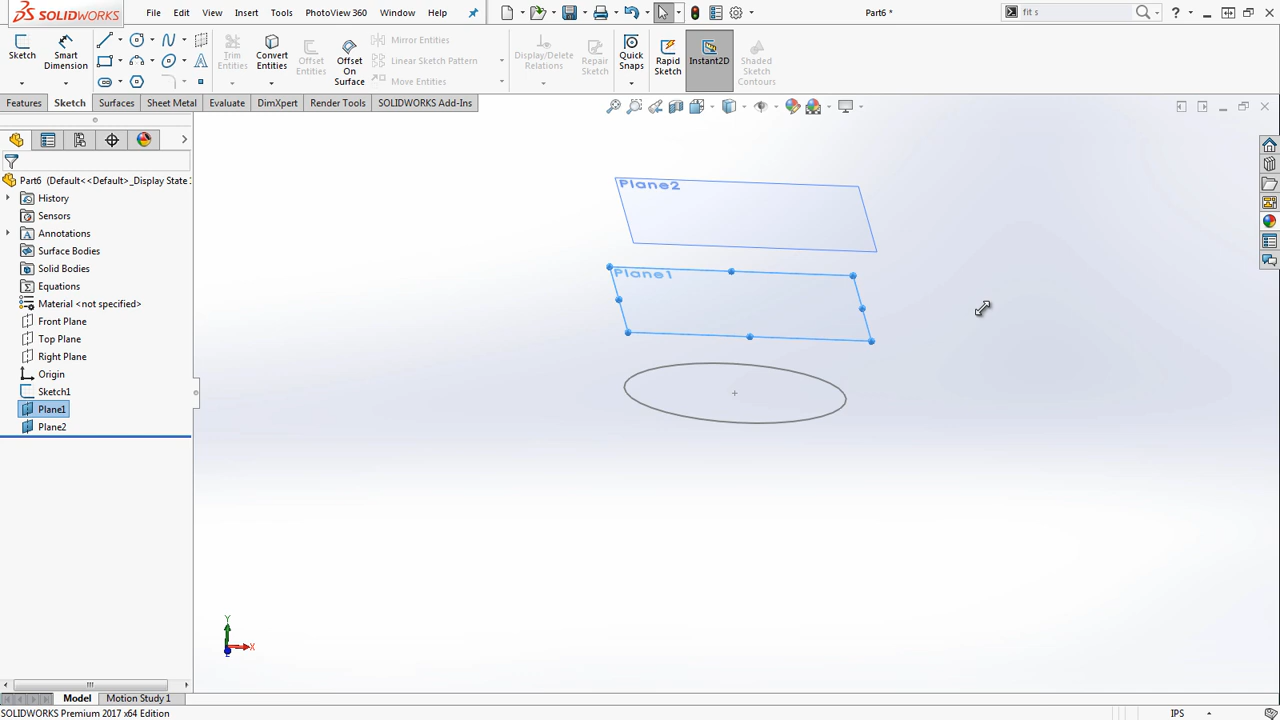 SOLIDWORKS
File Edit View Insert Tools PhotoView 360 Window Help
Part6 *
fit s
Sketch
Smart Dimension
Trim Entities
Convert Entities
Offset Entities
Offset On Surface
Mirror Entities
Linear Sketch Pattern
Move Entities
Display/Delete Relations
Repair Sketch
Quick Snaps
Rapid Sketch
Instant2D
Shaded Sketch Contours
Features Sketch Surfaces Sheet Metal Evaluate DimXpert Render Tools SOLIDWORKS Add-Ins
Part6 (Default<<Default>_Display State
History
Sensors
Annotations
Surface Bodies
Solid Bodies
Equations
Material <not specified>
Front Plane
Top Plane
Right Plane
Origin
Sketch1
Plane1
Plane2
Plane2
Plane1
Y
X
Z
Model Motion Study 1
SOLIDWORKS Premium 2017 x64 Edition
IPS